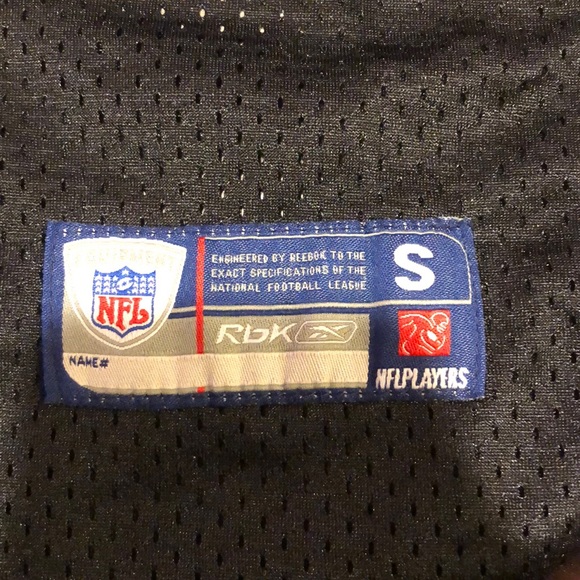 EQUIPMENT
NFL
NAME#
ENGINEERED BY REEBOK TO THE
EXACT SPECIFICATIONS OF THE
NATIONAL FOOTBALL LEAGUE
RbK
S
NFLPLAYERS